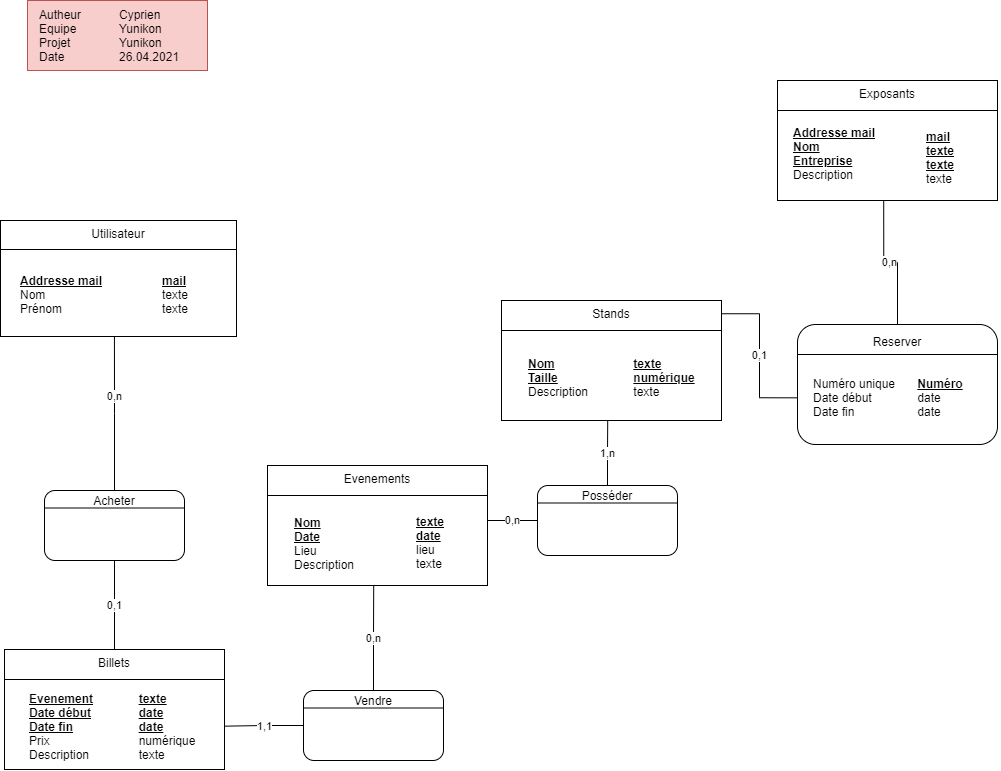 Autheur Cyprien
Equipe Yunikon
Projet Yunikon
Date 26.04.2021
Exposants
Addresse mail mail
Nom texte
Entreprise texte
Description texte
Utilisateur
Addresse mail mail
Nom texte
Prénom texte
0,n
Stands
Nom texte
Taille numérique
Description texte
0,1
Reserver
Numéro unique Numéro
Date début date
Date fin date
0,n
1,n
Evenements
Nom texte
Date date
Lieu lieu
Description texte
0,n
Posséder
Acheter
0,1
0,n
Billets
Evenement texte
Date début date
Date fin date
Prix numérique
Description texte
1,1
Vendre